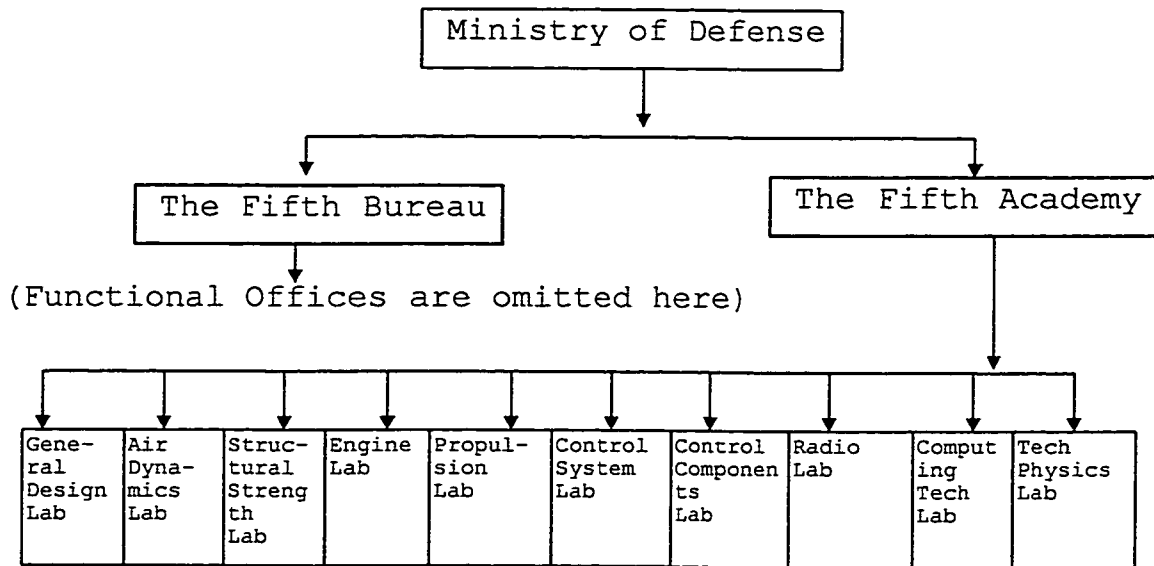 Ministry of Defense
The Fifth Bureau
The Fifth Academy
(Functional Offices are omitted here)
Gene-
ral
Design
Lab
Air
Dyna-
mics
Lab
Struc-
tural
Streng
th
Lab
Engine
Lab
Propul-
sion
Lab
Control
System
Lab
Control
Componen
ts
Lab
Radio
Lab
Comput
ing
Tech
Lab
Tech
Physics
Lab